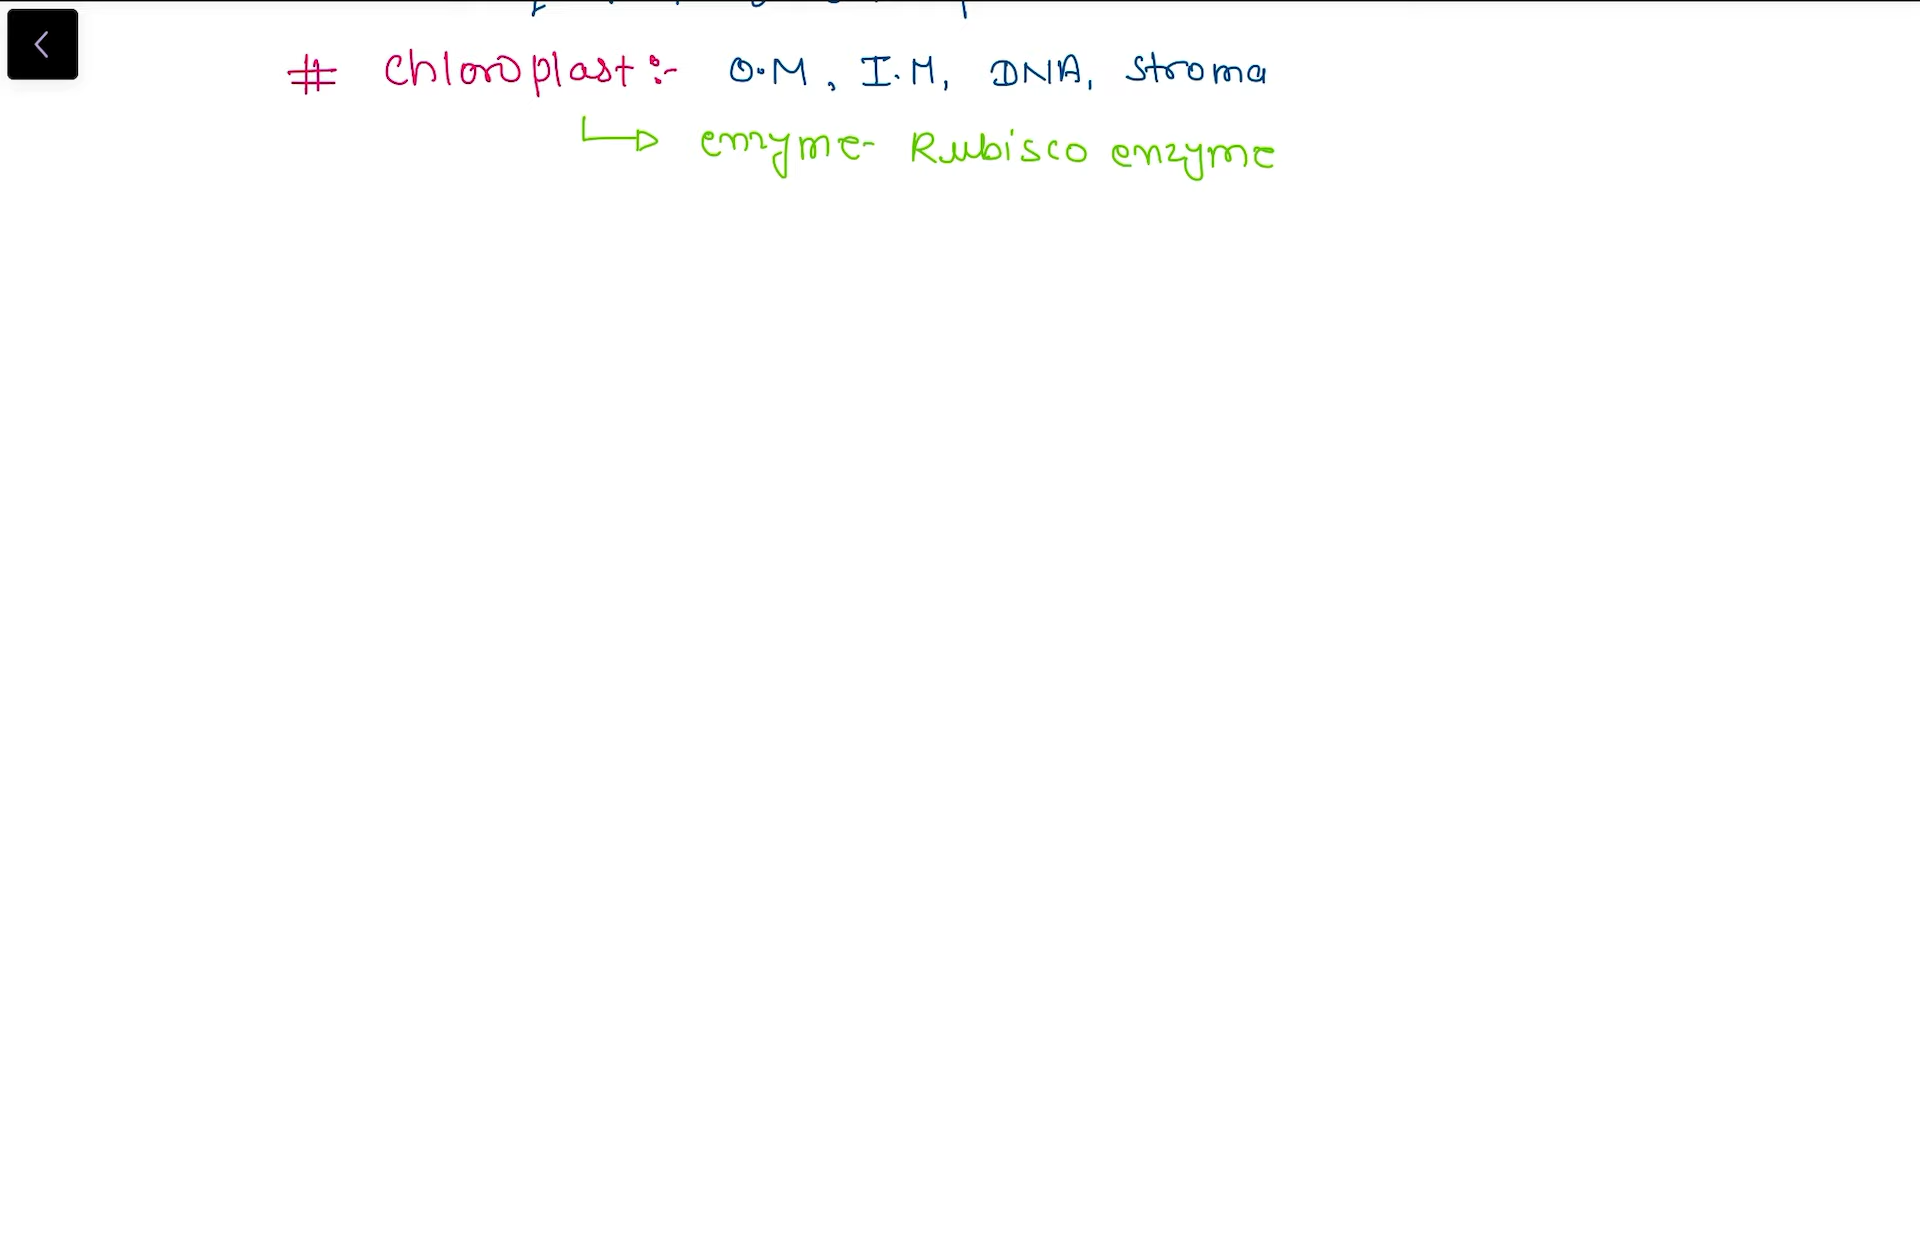 # Chloroplast :- O.M, I.M, DNA, Stroma
enzyme- Rubisco enzyme